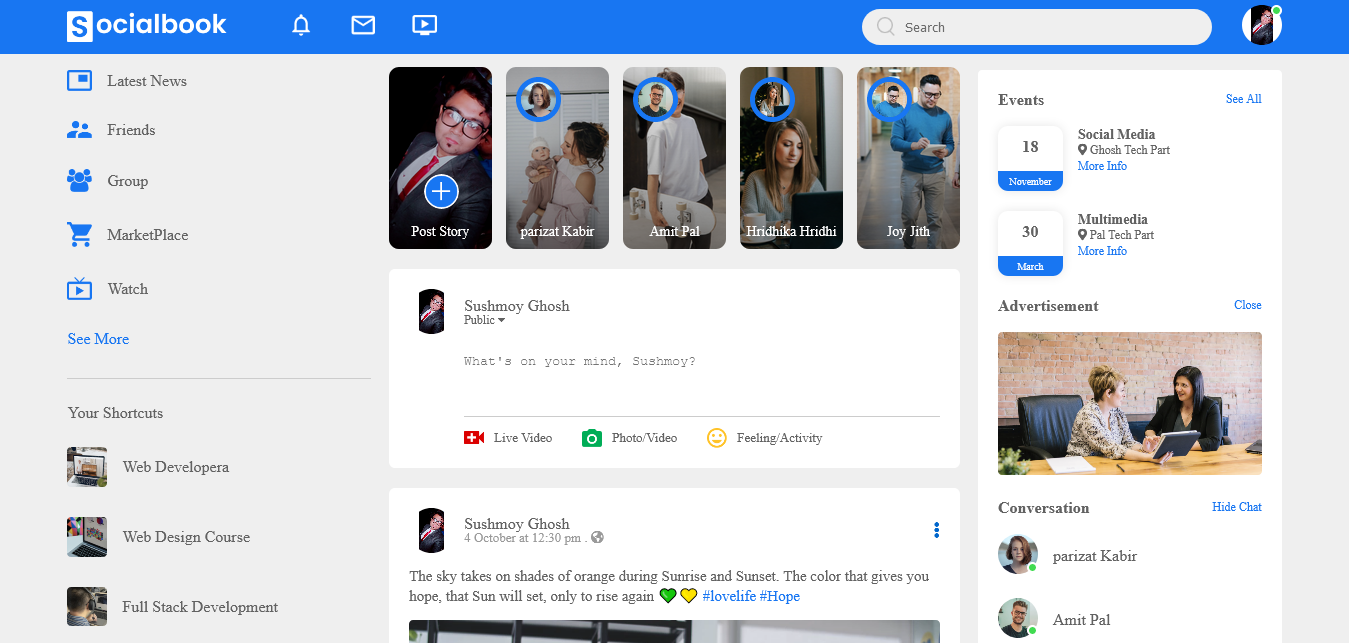 Socialbook
Search
Latest News
Friends
Group
MarketPlace
Watch
See More
Your Shortcuts
Web Developera
Web Design Course
Full Stack Development
Post Story
parizat Kabir
Amit Pal
Hridhika Hridhi
Joy Jith
Sushmoy Ghosh
Public
What's on your mind, Sushmoy?
Live Video
Photo/Video
Feeling/Activity
Sushmoy Ghosh
4 October at 12:30 pm .
The sky takes on shades of orange during Sunrise and Sunset. The color that gives you
hope, that Sun will set, only to rise again 💚💛 #lovelife #Hope
Events
See All
18
November
Social Media
Ghosh Tech Part
More Info
30
March
Multimedia
Pal Tech Part
More Info
Advertisement
Close
Conversation
Hide Chat
parizat Kabir
Amit Pal